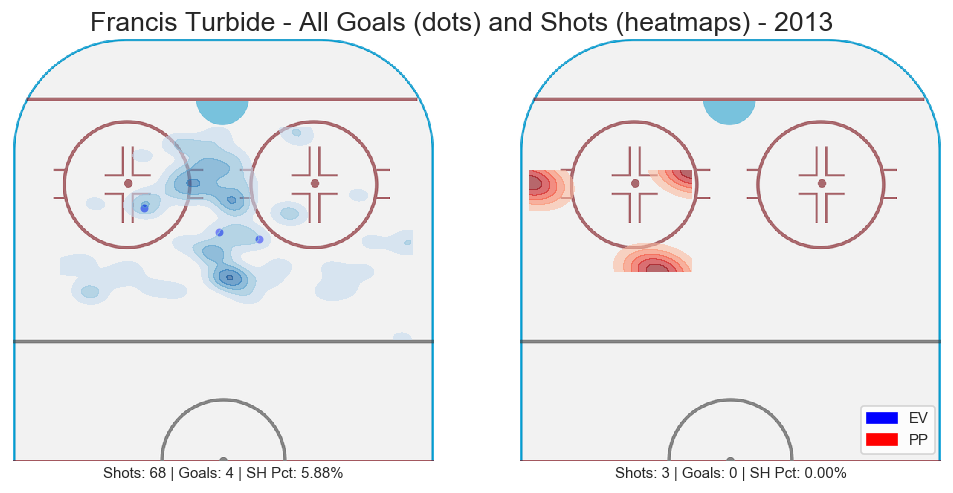 Francis Turbide - All Goals (dots) and Shots (heatmaps) - 2013
EV
PP
Shots: 68 | Goals: 4 | SH Pct: 5.88%
Shots: 3 | Goals: 0 | SH Pct: 0.00%